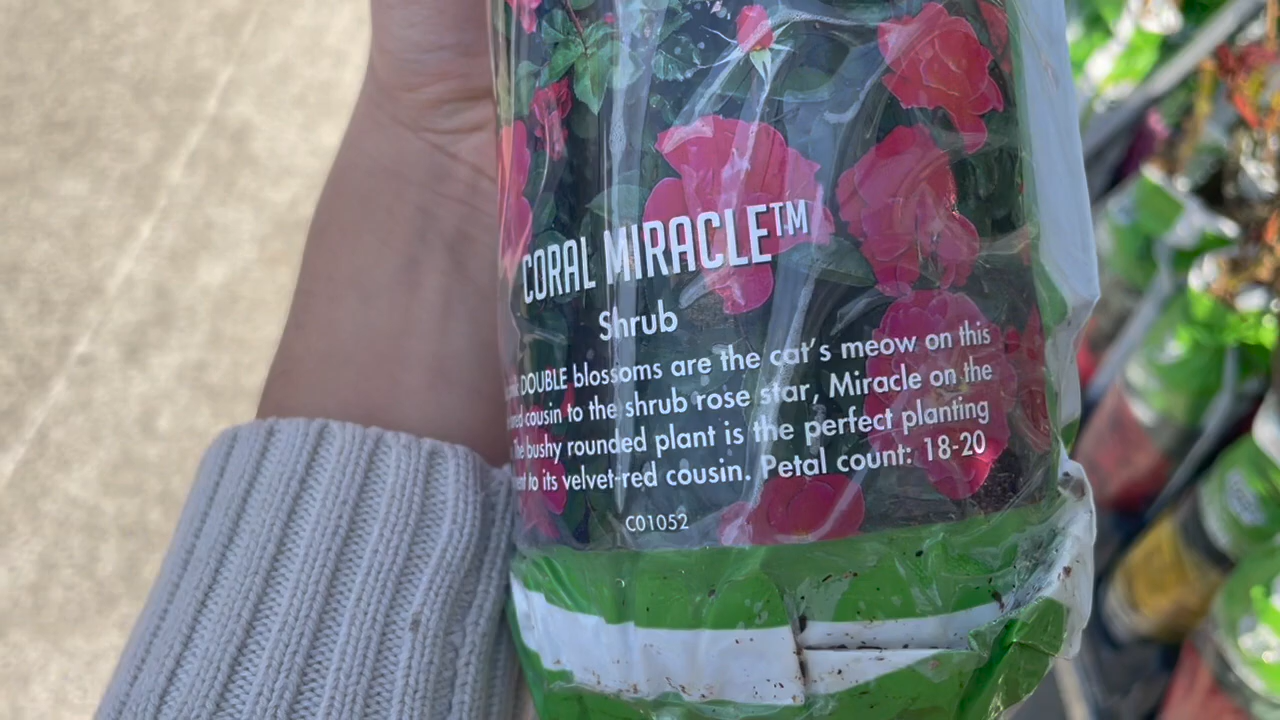 CORAL MIRACLE™
Shrub
DOUBLE blossoms are the cat's meow on this
cousin to the shrub rose star, Miracle on the
The bushy rounded plant is the perfect planting
to its velvet-red cousin. Petal count: 18-20
C01052